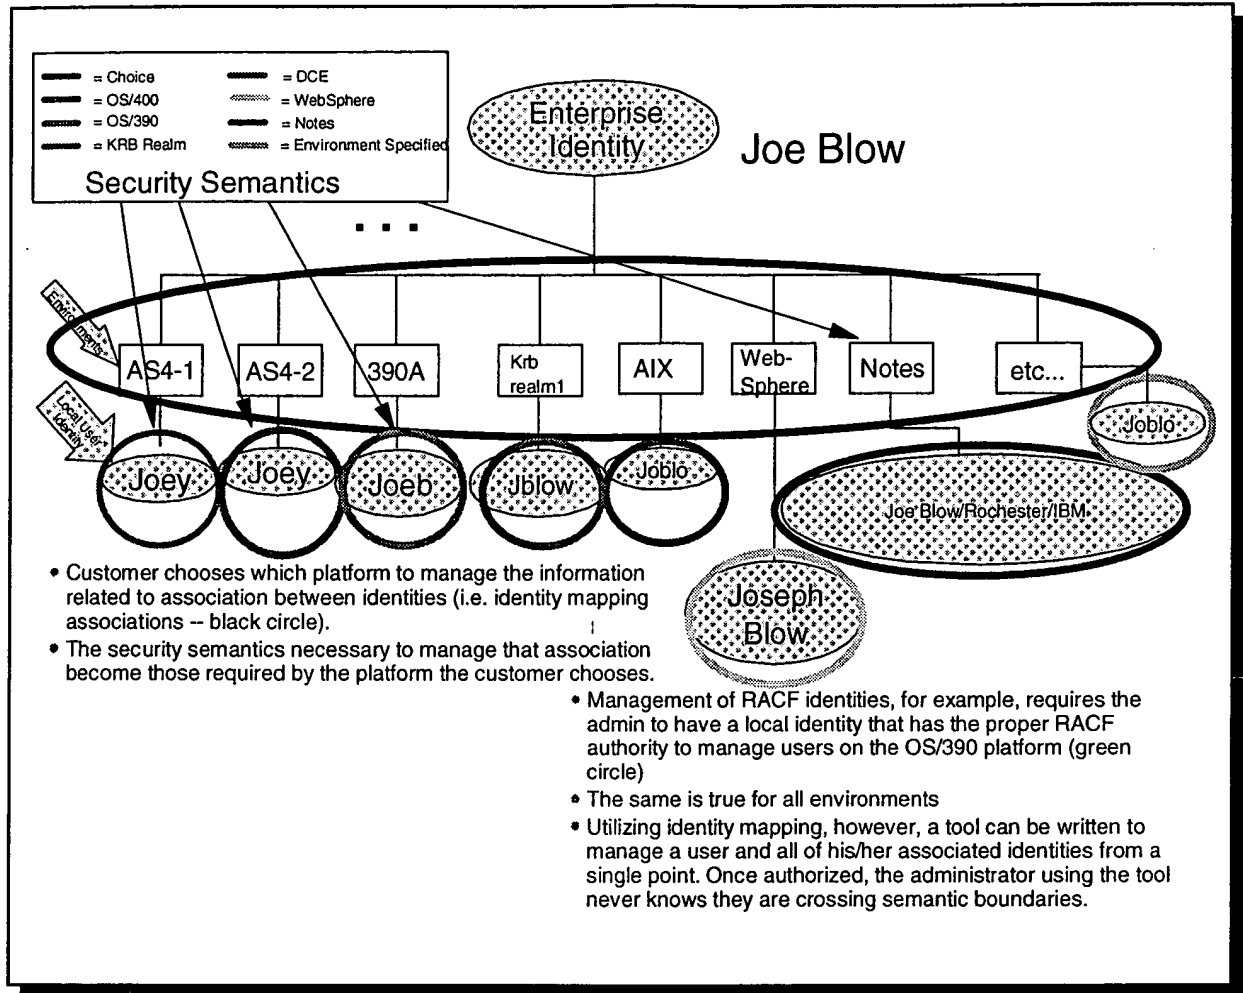 = Choice
= OS/400
= OS/390
= KRB Realm
= DCE
= WebSphere
= Notes
= Environment Specified
Security Semantics
Enterprise
Identity
Joe Blow
. . .
Environments
AS4-1
AS4-2
390A
Krb
realm1
AIX
Web-
Sphere
Notes
etc...
Local User
Identity
Joey
Joey
Joeb
Jblow
Joblo
Joblo
Joe Blow/Rochester/IBM
Joseph
Blow
• Customer chooses which platform to manage the information
related to association between identities (i.e. identity mapping
associations -- black circle).
• The security semantics necessary to manage that association
become those required by the platform the customer chooses.
• Management of RACF identities, for example, requires the
admin to have a local identity that has the proper RACF
authority to manage users on the OS/390 platform (green
circle)
• The same is true for all environments
• Utilizing identity mapping, however, a tool can be written to
manage a user and all of his/her associated identities from a
single point. Once authorized, the administrator using the tool
never knows they are crossing semantic boundaries.